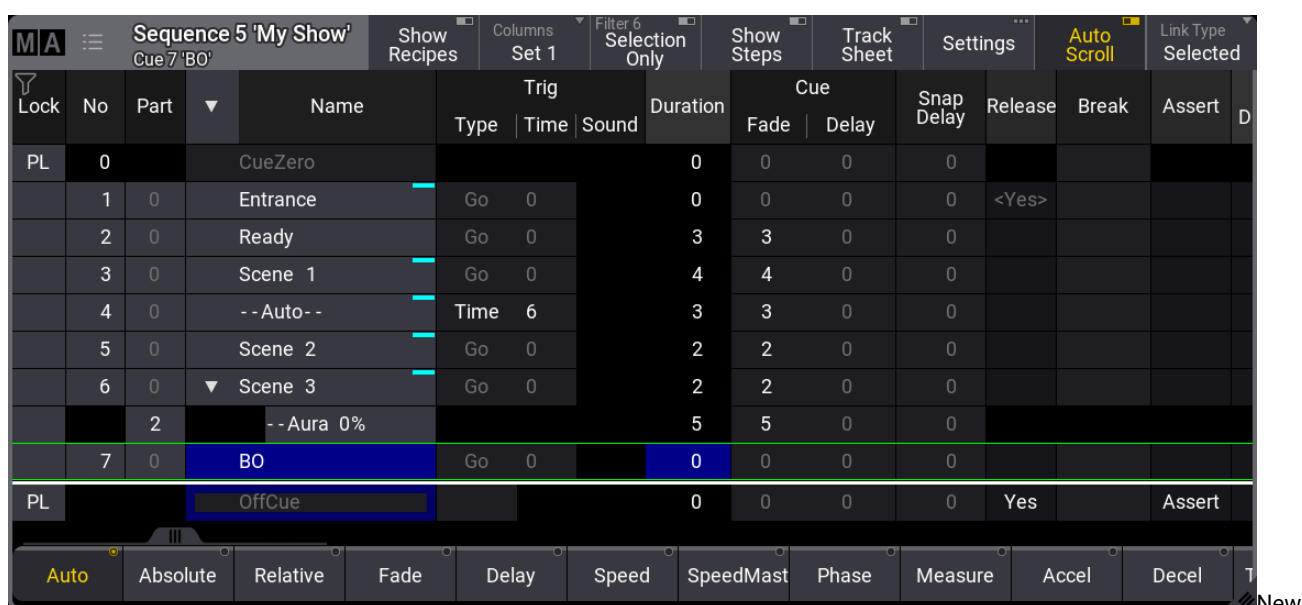 MA Sequence 5 'My Show' Show Columns Filter 6 Selection Show Track Settings Auto Link Type
Cue 7 'BO' Recipes Set 1 Only Steps Sheet Scroll Selected
Trig Cue
Lock No Part ▼ Name Duration Snap Delay Release Break Assert D
Type Time Sound Fade Delay
PL 0 CueZero 0 0 0 0
1 0 Entrance Go 0 0 0 0 0 <Yes>
2 0 Ready Go 0 3 3 0 0
3 0 Scene 1 Go 0 4 4 0 0
4 0 --Auto-- Time 6 3 3 0 0
5 0 Scene 2 Go 0 2 2 0 0
6 0 ▼ Scene 3 Go 0 2 2 0 0
2 --Aura 0% 5 5 0 0
7 0 BO Go 0 0 0 0 0
PL OffCue 0 0 0 0 Yes Assert
Auto Absolute Relative Fade Delay Speed SpeedMast Phase Measure Accel Decel
New